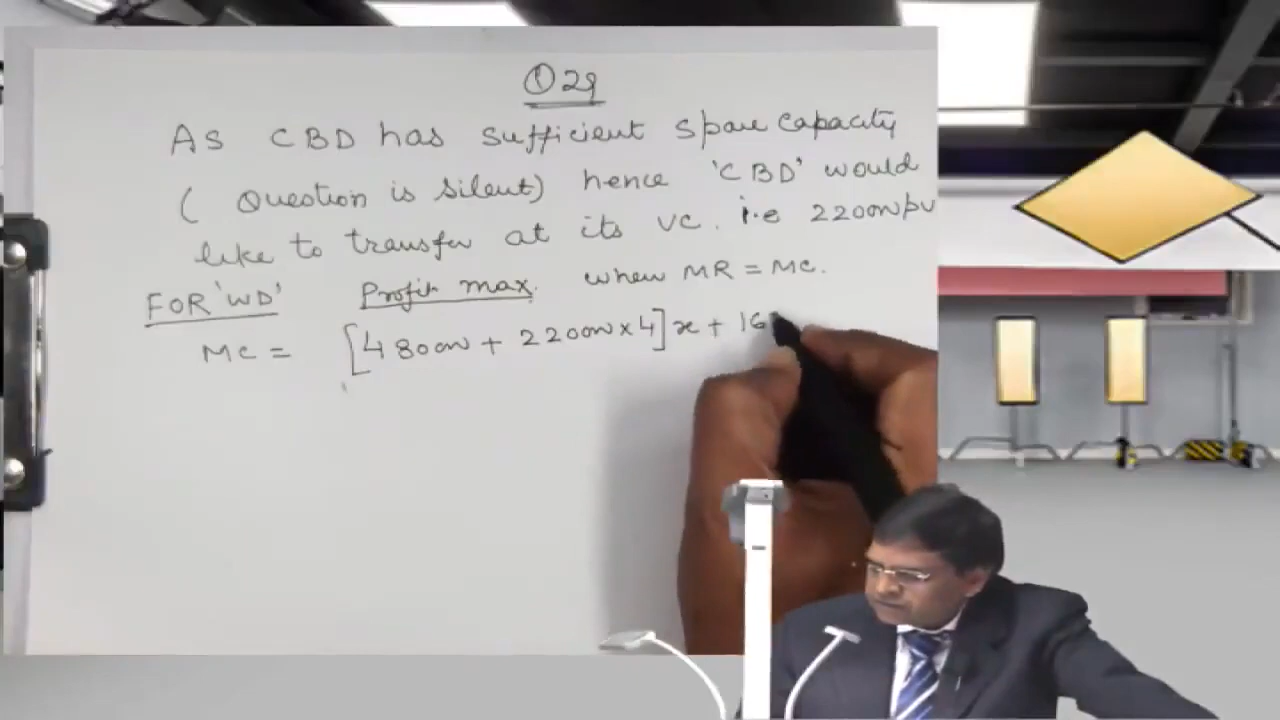 Q29
As CBD has sufficient spare capacity
( Question is silent) hence 'CBD' would
like to transfer at its VC. i.e 2200
FOR 'WD' Profit max. when MR = MC.
MC = [4800 + 2200 x 4]x + 16